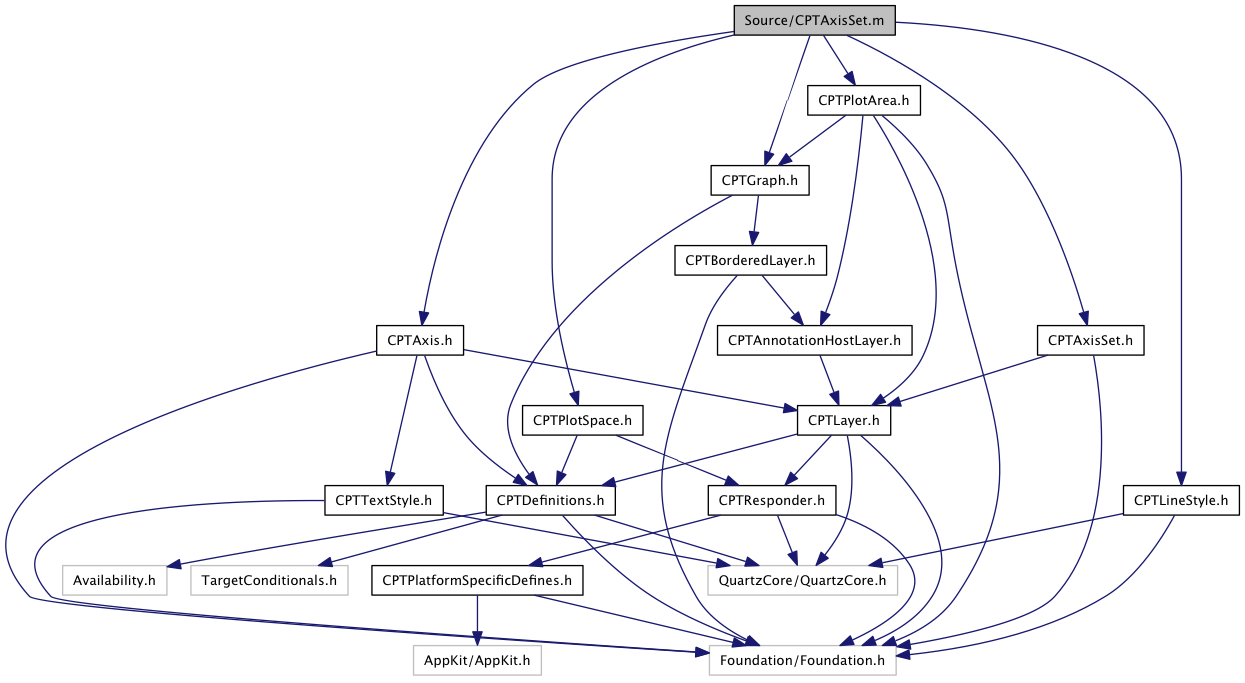 Source/CPTAxisSet.m
CPTPlotArea.h
CPTGraph.h
CPTBorderedLayer.h
CPTAxis.h
CPTAnnotationHostLayer.h
CPTAxisSet.h
CPTPlotSpace.h
CPTLayer.h
CPTTextStyle.h
CPTDefinitions.h
CPTResponder.h
CPTLineStyle.h
Availability.h
TargetConditionals.h
CPTPlatformSpecificDefines.h
QuartzCore/QuartzCore.h
AppKit/AppKit.h
Foundation/Foundation.h